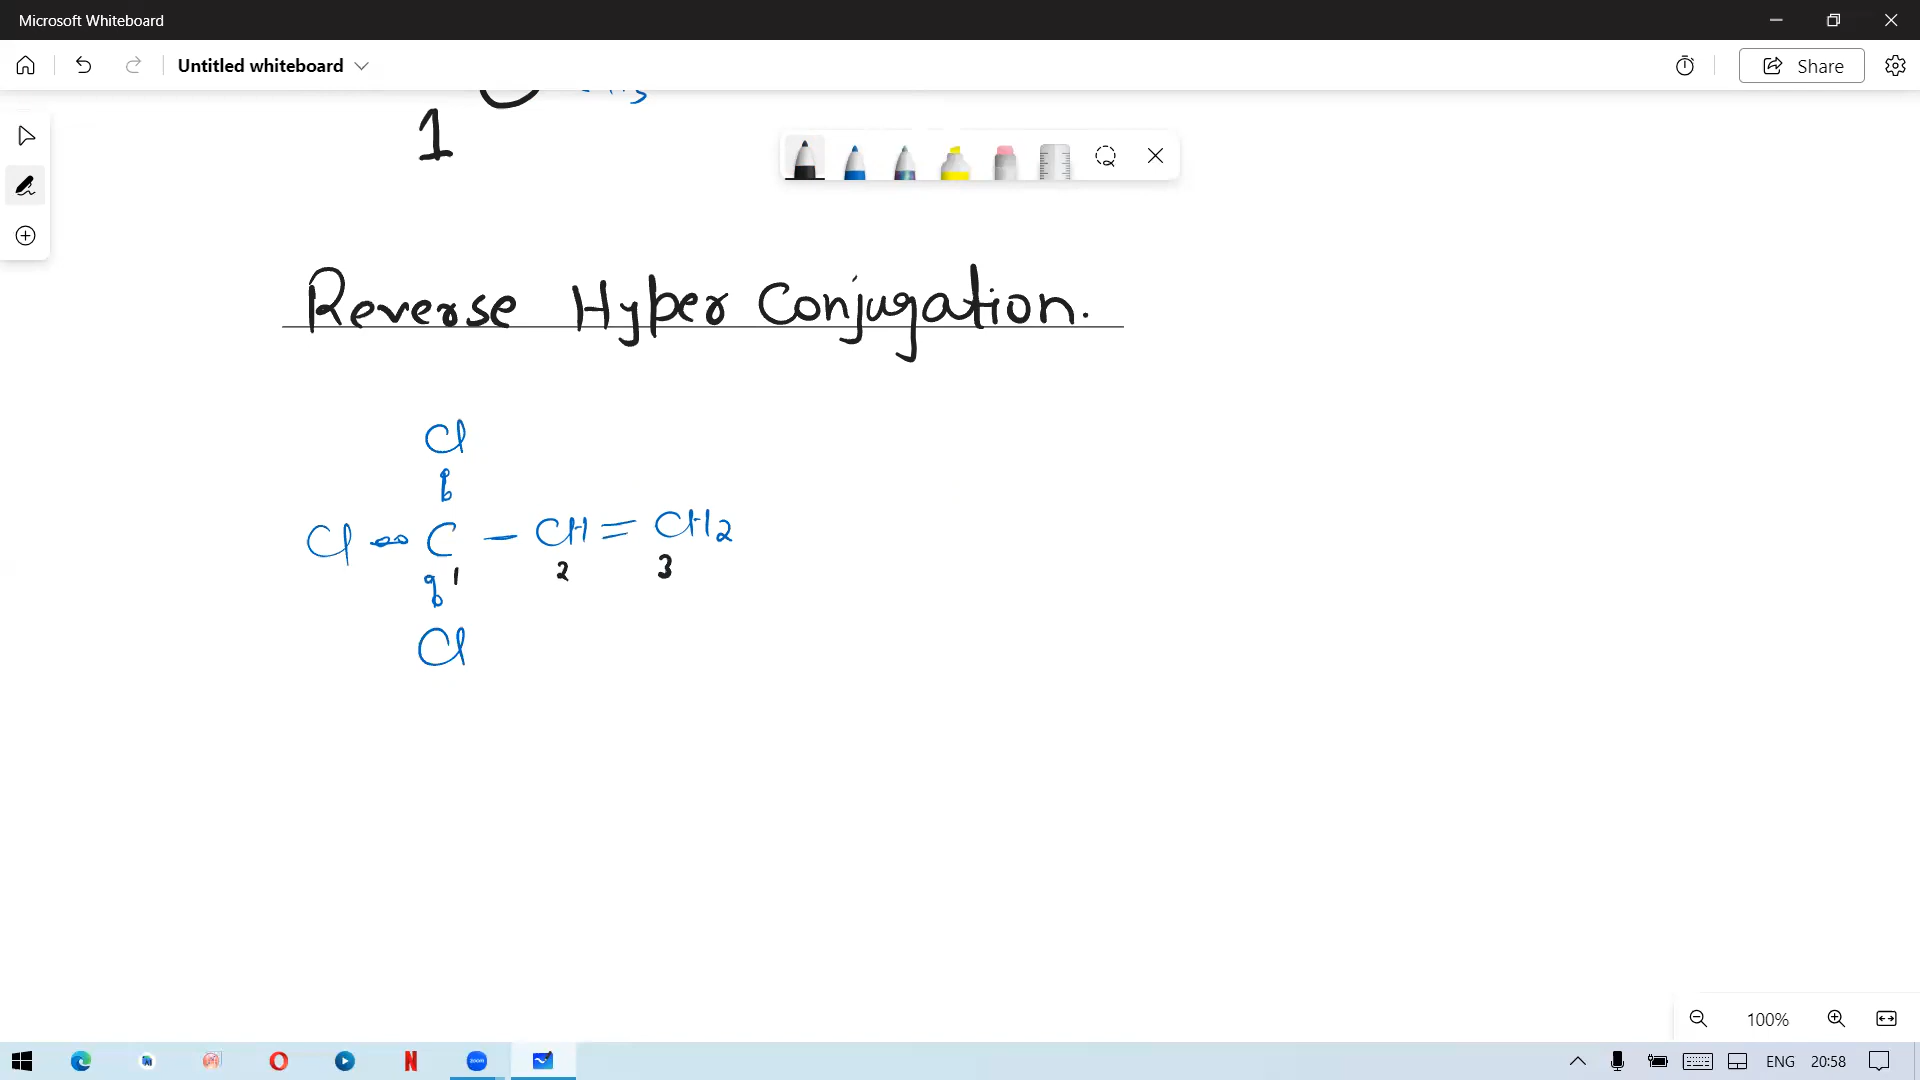 Microsoft Whiteboard
Untitled whiteboard
Share
1
Reverse Hyper Conjugation.
Cl
Cl - C - CH = CH2
1 2 3
Cl
100%
ENG 20:58